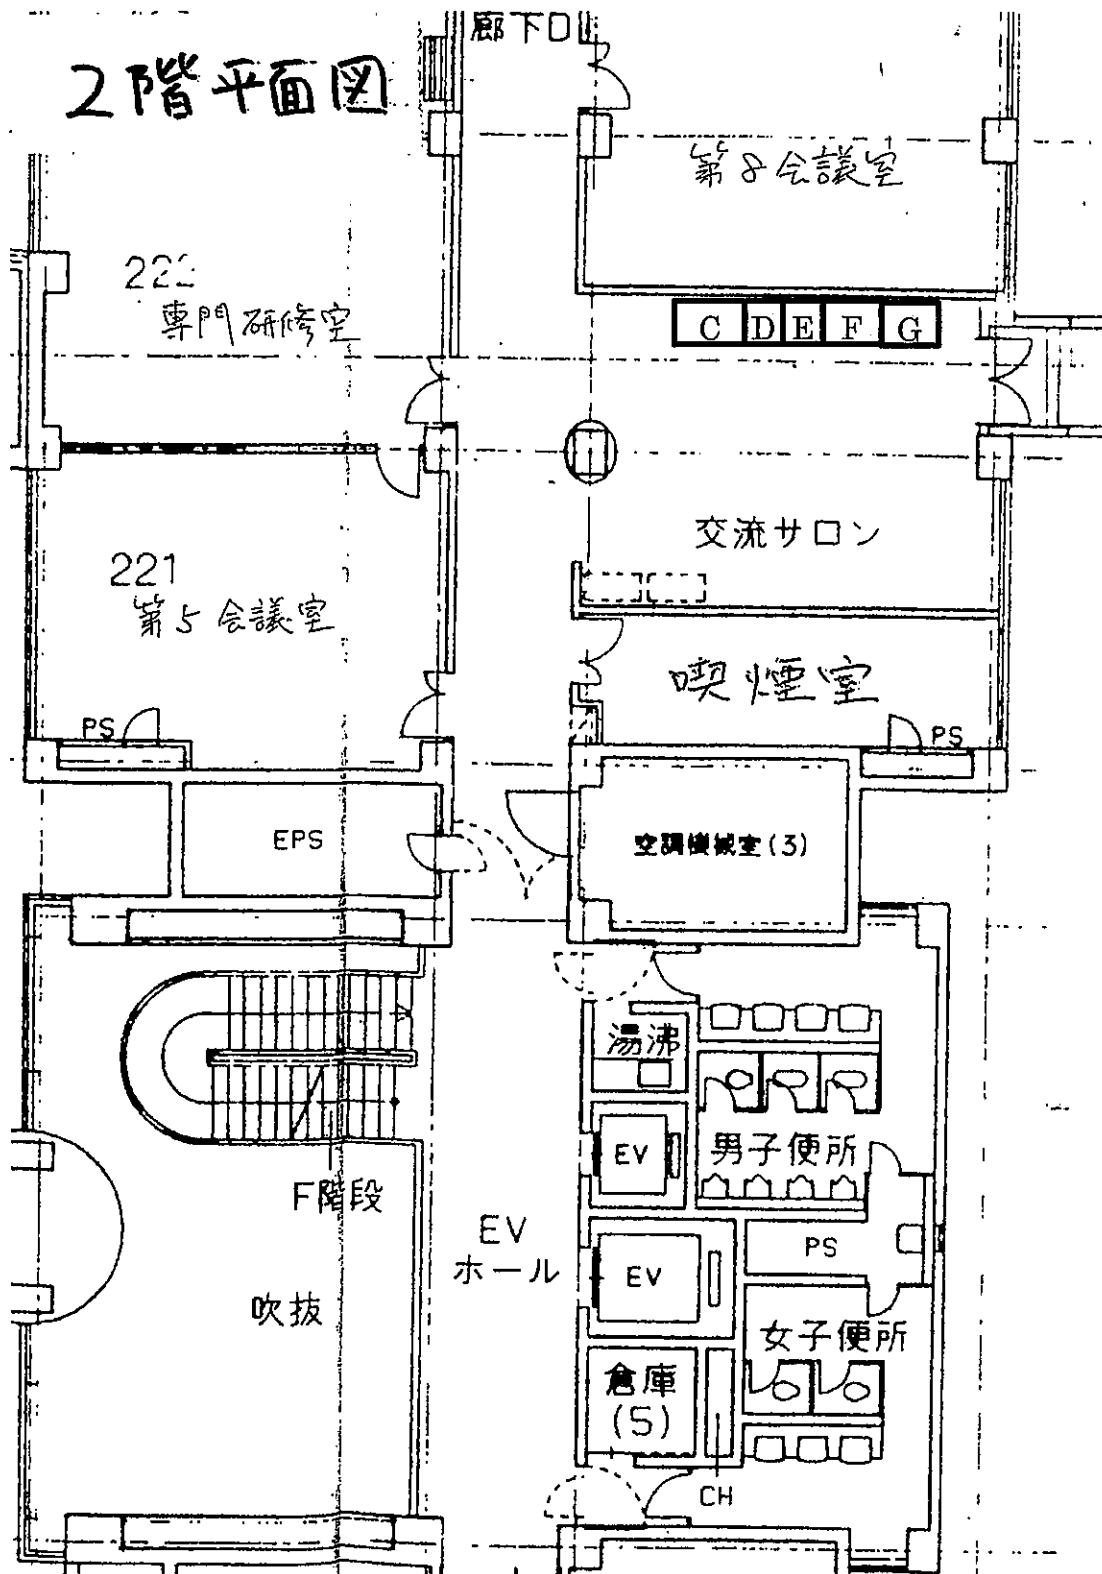 廊下ロ
2階平面図
第8会議室
222
専門研修室
C D E F G
交流サロン
221
第5会議室
喫煙室
PS
PS
EPS
空調機械室(3)
湯沸
EV
男子便所
F階段
EV
ホール
PS
EV
吹抜
女子便所
倉庫
(5)
CH